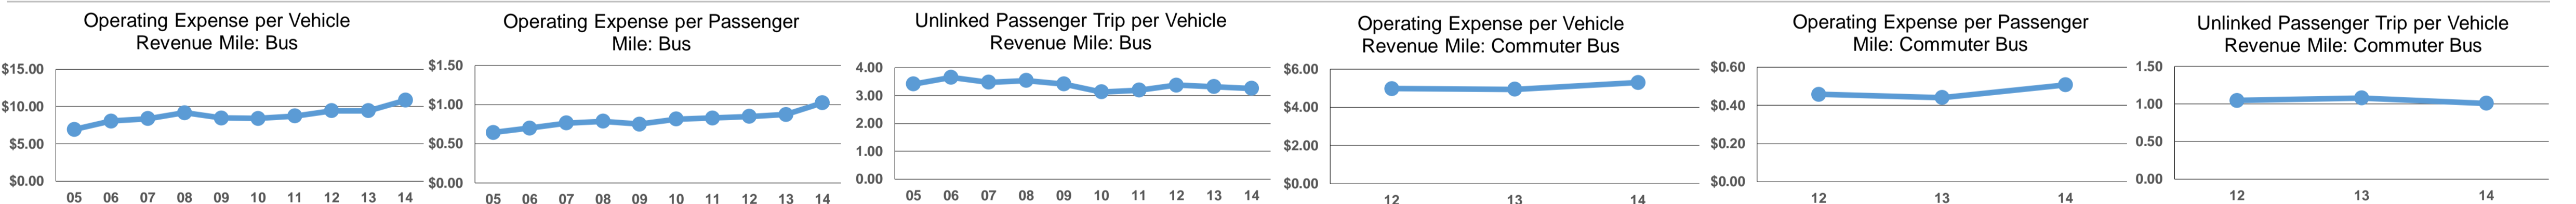 Operating Expense per Vehicle
Revenue Mile: Bus
$15.00
$10.00
$5.00
$0.00
05 06 07 08 09 10 11 12 13 14
Operating Expense per Passenger
Mile: Bus
$1.50
$1.00
$0.50
$0.00
05 06 07 08 09 10 11 12 13 14
Unlinked Passenger Trip per Vehicle
Revenue Mile: Bus
4.00
3.00
2.00
1.00
0.00
05 06 07 08 09 10 11 12 13 14
Operating Expense per Vehicle
Revenue Mile: Commuter Bus
$6.00
$4.00
$2.00
$0.00
12 13 14
Operating Expense per Passenger
Mile: Commuter Bus
$0.60
$0.40
$0.20
$0.00
12 13 14
Unlinked Passenger Trip per Vehicle
Revenue Mile: Commuter Bus
1.50
1.00
0.50
0.00
12 13 14